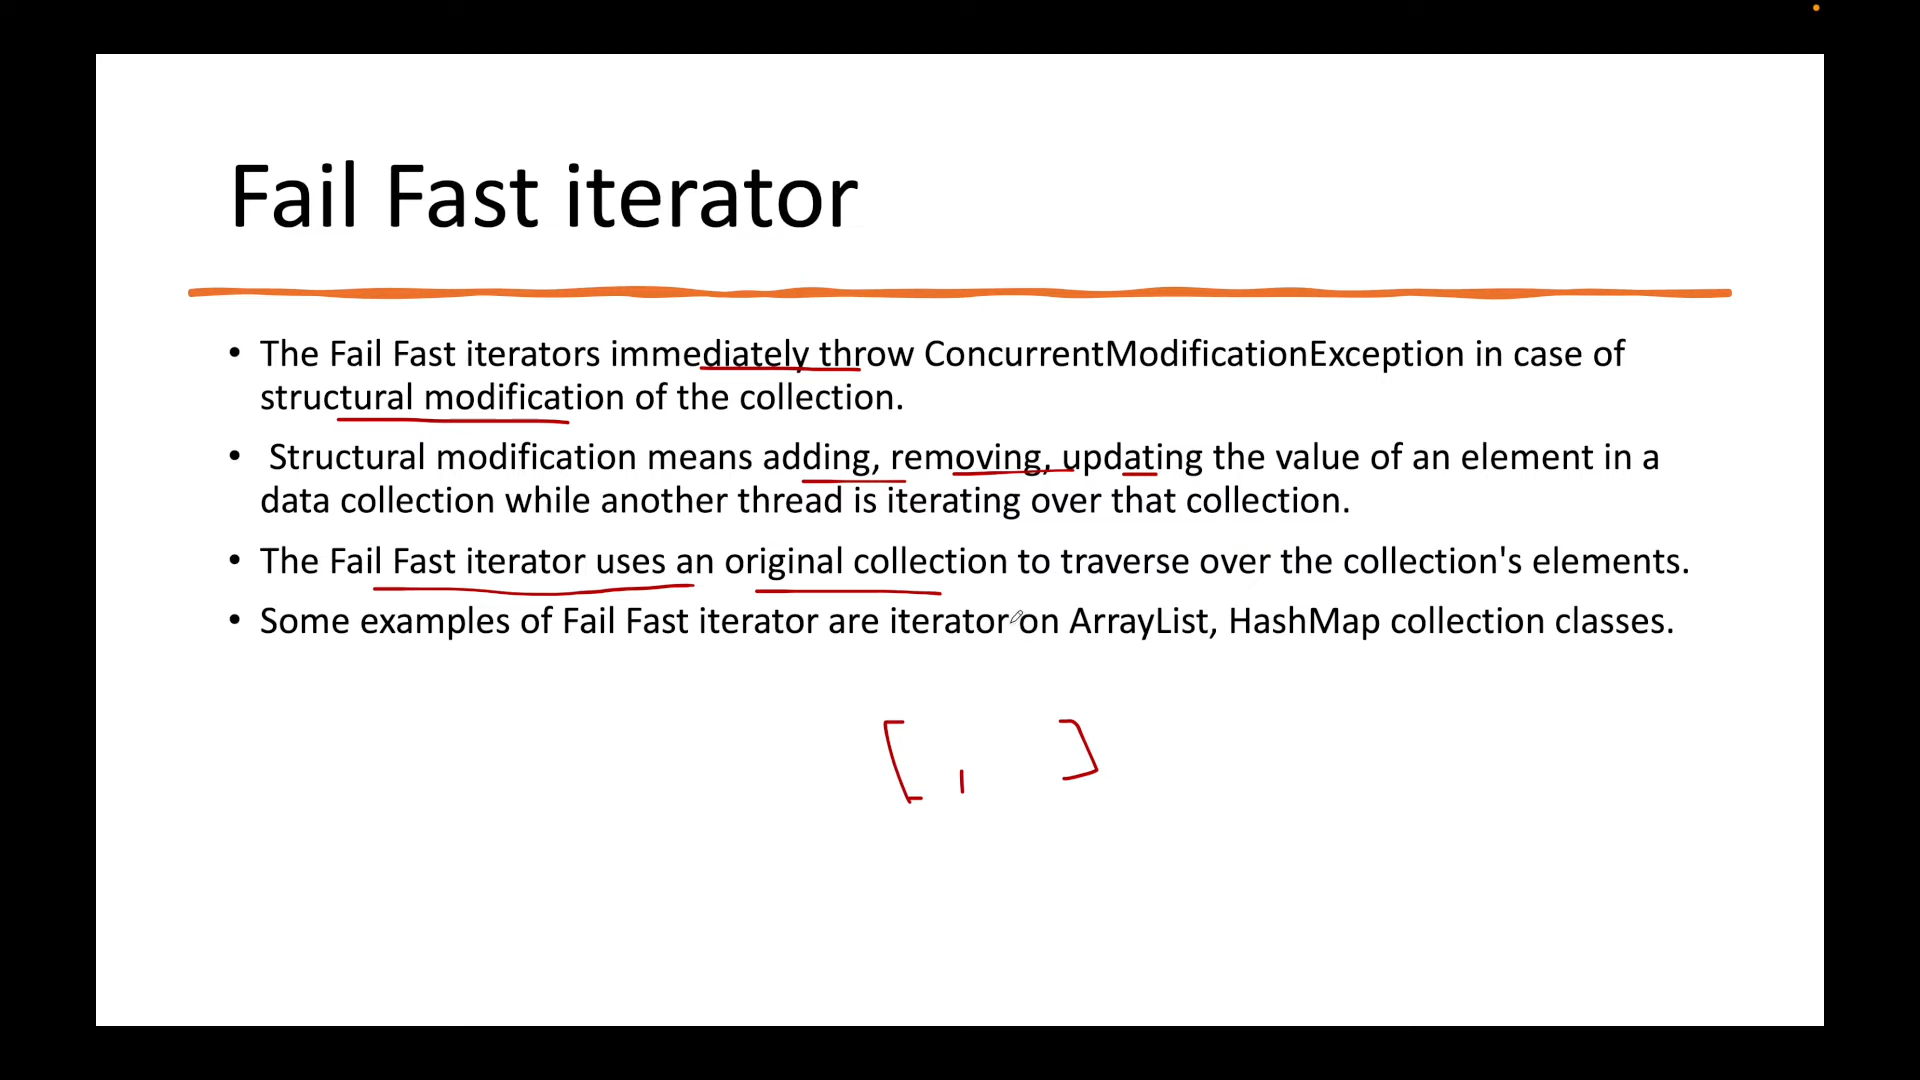 Fail Fast iterator
• The Fail Fast iterators immediately throw ConcurrentModificationException in case of
structural modification of the collection.
• Structural modification means adding, removing, updating the value of an element in a
data collection while another thread is iterating over that collection.
• The Fail Fast iterator uses an original collection to traverse over the collection's elements.
• Some examples of Fail Fast iterator are iterator on ArrayList, HashMap collection classes.
[ , ]